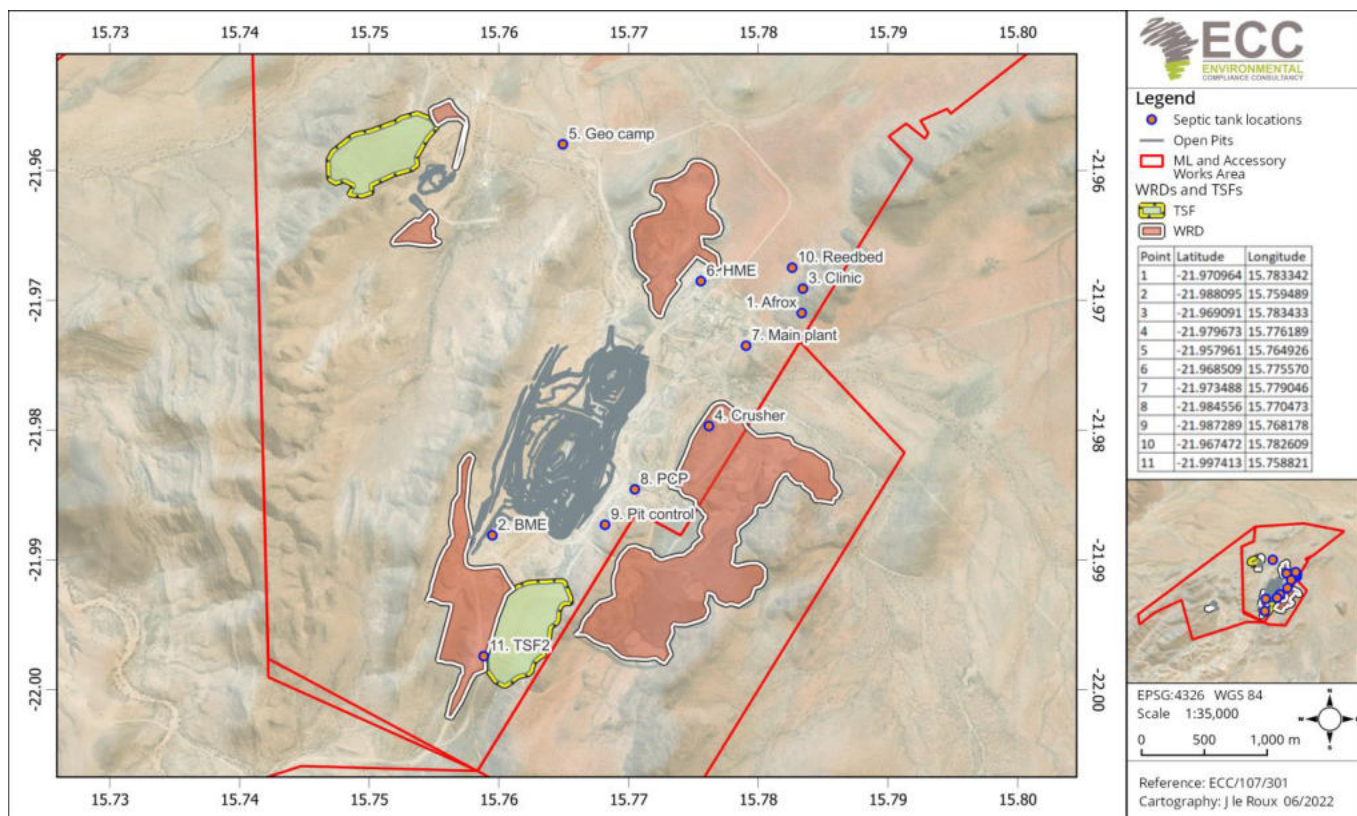 15.73 15.74 15.75 15.76 15.77 15.78 15.79 15.80
-21.96 -21.96
-21.97 -21.97
-21.98 -21.98
-21.99 -21.99
-22.00 -22.00
5. Geo camp
10. Reedbed
6. HME
3. Clinic
1. Afrox
7. Main plant
4. Crusher
8. PCP
9. Pit control
2. BME
11. TSF2
15.73 15.74 15.75 15.76 15.77 15.78 15.79 15.80
ECC
ENVIRONMENTAL
COMPLIANCE CONSULTANCY
Legend
Septic tank locations
Open Pits
ML and Accessory
Works Area
WRDs and TSFs
TSF
WRD
Point Latitude Longitude
1 -21.970964 15.783342
2 -21.988095 15.759489
3 -21.969091 15.783433
4 -21.979673 15.776189
5 -21.957961 15.764926
6 -21.968509 15.775570
7 -21.973488 15.779046
8 -21.984556 15.770473
9 -21.987289 15.768178
10 -21.967472 15.782609
11 -21.997413 15.758821
EPSG:4326 WGS 84
Scale 1:35,000
0 500 1,000 m
Reference: ECC/107/301
Cartography: J le Roux 06/2022